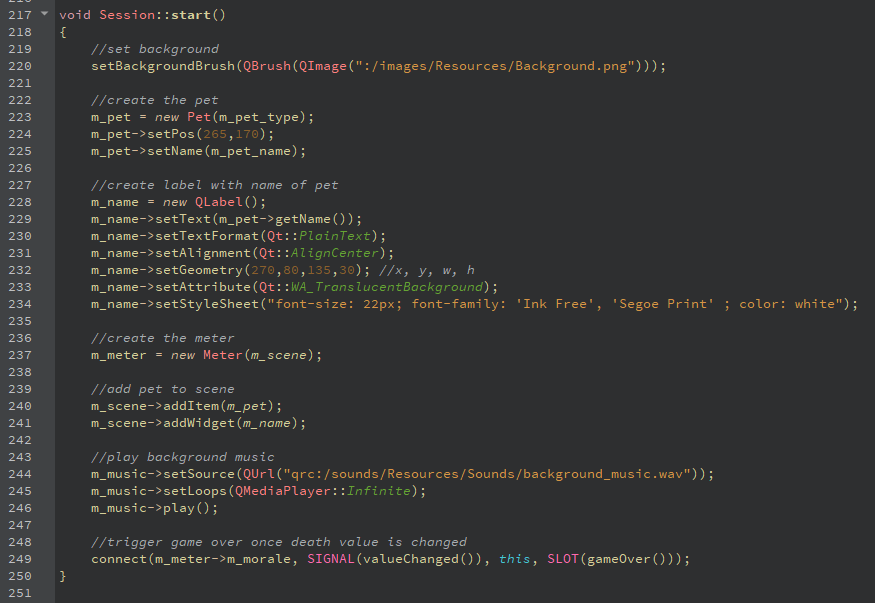 217 void Session::start()
218 {
219     //set background
220     setBackgroundBrush(QBrush(QImage(":/images/Resources/Background.png")));
221
222     //create the pet
223     m_pet = new Pet(m_pet_type);
224     m_pet->setPos(265,170);
225     m_pet->setName(m_pet_name);
226
227     //create label with name of pet
228     m_name = new QLabel();
229     m_name->setText(m_pet->getName());
230     m_name->setTextFormat(Qt::PlainText);
231     m_name->setAlignment(Qt::AlignCenter);
232     m_name->setGeometry(270,80,135,30); //x, y, w, h
233     m_name->setAttribute(Qt::WA_TranslucentBackground);
234     m_name->setStyleSheet("font-size: 22px; font-family: 'Ink Free', 'Segoe Print' ; color: white");
235
236     //create the meter
237     m_meter = new Meter(m_scene);
238
239     //add pet to scene
240     m_scene->addItem(m_pet);
241     m_scene->addWidget(m_name);
242
243     //play background music
244     m_music->setSource(QUrl("qrc:/sounds/Resources/Sounds/background_music.wav"));
245     m_music->setLoops(QMediaPlayer::Infinite);
246     m_music->play();
247
248     //trigger game over once death value is changed
249     connect(m_meter->m_morale, SIGNAL(valueChanged()), this, SLOT(gameOver()));
250 }
251